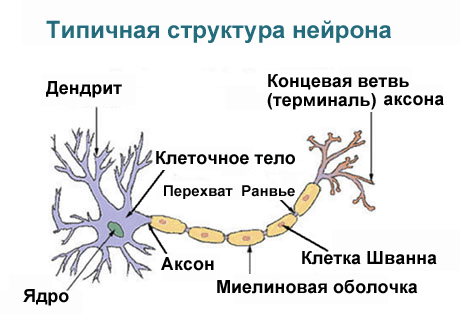 Типичная структура нейрона
Дендрит
Концевая ветвь
(терминаль) аксона
Клеточное тело
Перехват Ранвье
Аксон
Клетка Шванна
Миелиновая оболочка
Ядро